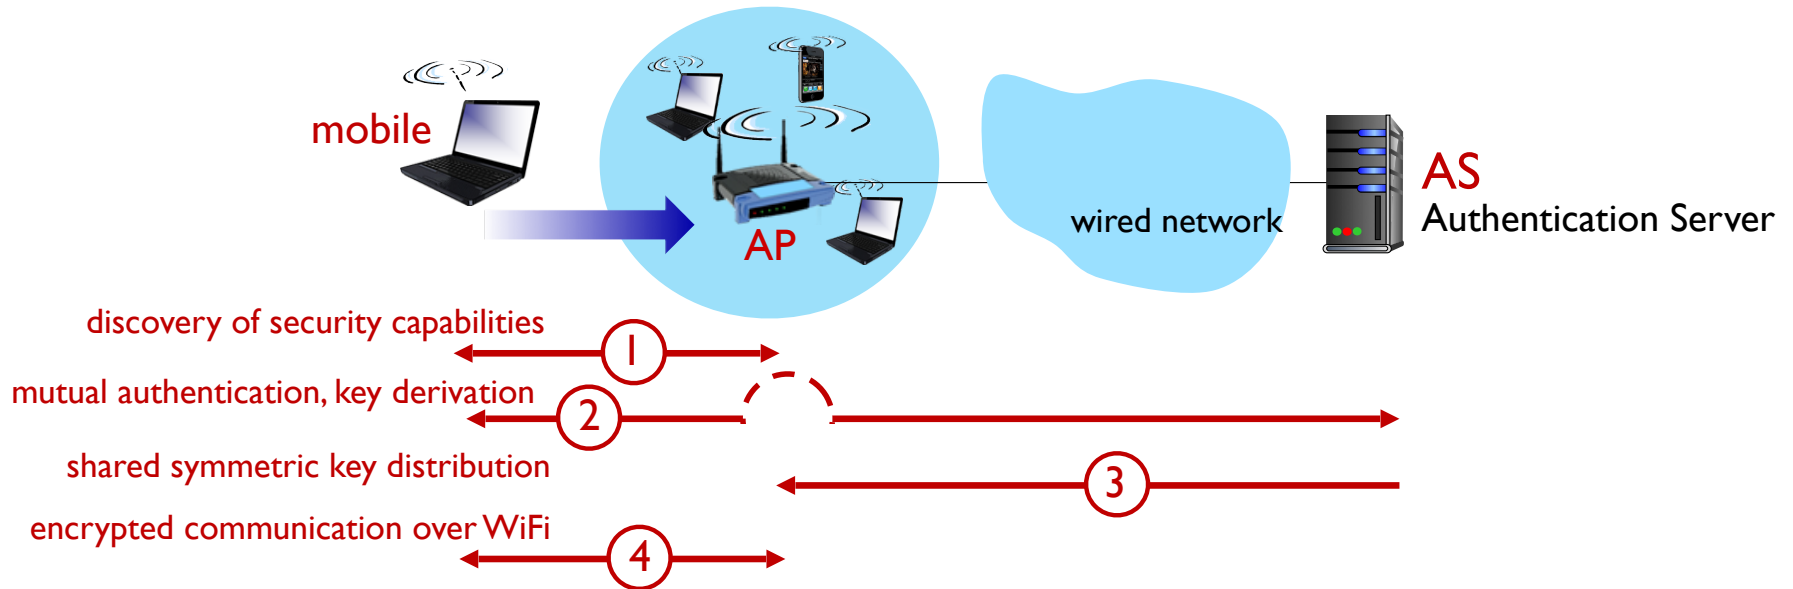 mobile
AP
wired network
AS
Authentication Server
discovery of security capabilities
1
mutual authentication, key derivation
2
shared symmetric key distribution
3
encrypted communication over WiFi
4